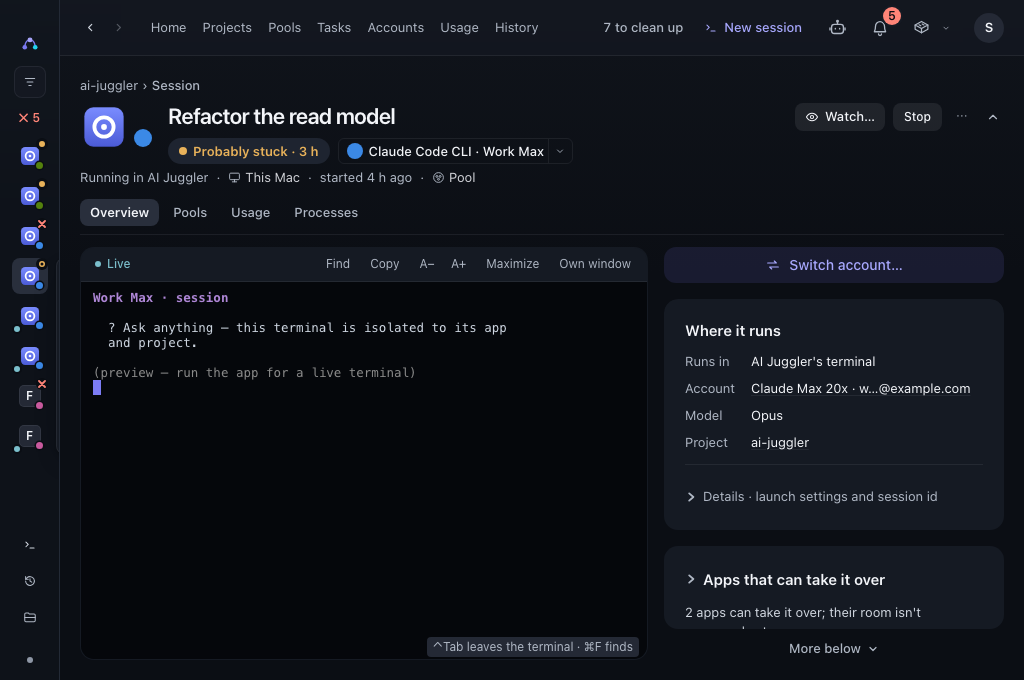 Home Projects Pools Tasks Accounts Usage History 7 to clean up >_ New session 5 S
ai-juggler › Session
5
Refactor the read model
Watch... Stop ...
Probably stuck · 3 h Claude Code CLI · Work Max
Running in AI Juggler · This Mac · started 4 h ago · Pool
Overview Pools Usage Processes
Live Find Copy A− A+ Maximize Own window
Work Max · session
? Ask anything — this terminal is isolated to its app
and project.
(preview — run the app for a live terminal)
^Tab leaves the terminal · ⌘F finds
Switch account...
Where it runs
Runs in AI Juggler's terminal
Account Claude Max 20x · w...@example.com
Model Opus
Project ai-juggler
Details · launch settings and session id
Apps that can take it over
2 apps can take it over; their room isn't
More below
F
F